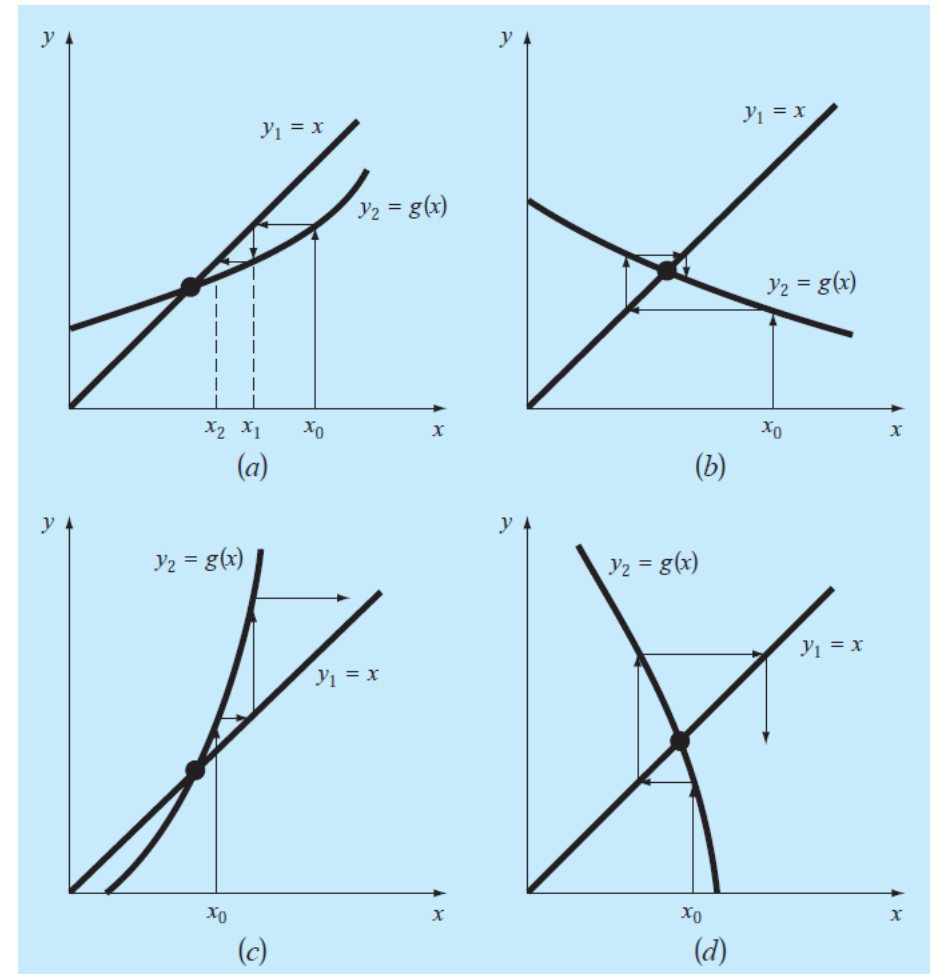 y
y₁ = x
y₂ = g(x)
x₂ x₁ x₀ x
(a)
y
y₁ = x
y₂ = g(x)
x₀ x
(b)
y
y₂ = g(x)
y₁ = x
x₀ x
(c)
y
y₂ = g(x)
y₁ = x
x₀ x
(d)